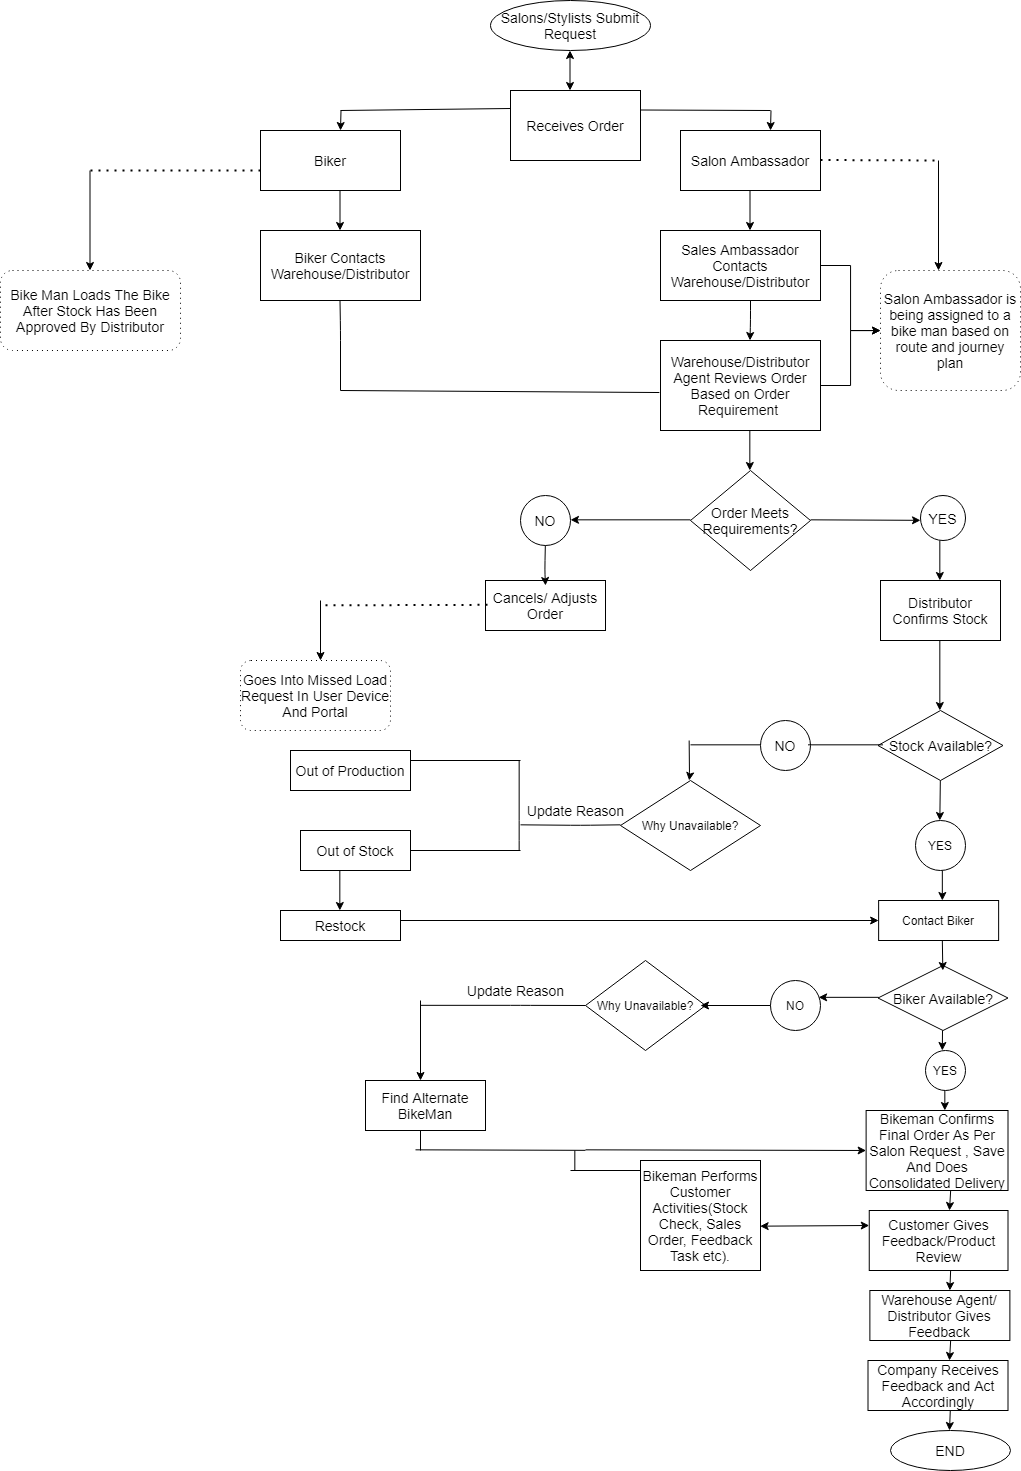 Salons/Stylists Submit
Request
Receives Order
Biker
Salon Ambassador
Biker Contacts
Warehouse/Distributor
Sales Ambassador
Contacts
Warehouse/Distributor
Bike Man Loads The Bike
After Stock Has Been
Approved By Distributor
Salon Ambassador is
being assigned to a
bike man based on
route and journey
plan
Warehouse/Distributor
Agent Reviews Order
Based on Order
Requirement
Order Meets
Requirements?
NO
YES
Cancels/ Adjusts
Order
Distributor
Confirms Stock
Goes Into Missed Load
Request In User Device
And Portal
Stock Available?
NO
Out of Production
Update Reason
Why Unavailable?
YES
Out of Stock
Restock
Contact Biker
Biker Available?
NO
Why Unavailable?
Update Reason
YES
Find Alternate
BikeMan
Bikeman Confirms
Final Order As Per
Salon Request , Save
And Does
Consolidated Delivery
Bikeman Performs
Customer
Activities(Stock
Check, Sales
Order, Feedback
Task etc).
Customer Gives
Feedback/Product
Review
Warehouse Agent/
Distributor Gives
Feedback
Company Receives
Feedback and Act
Accordingly
END